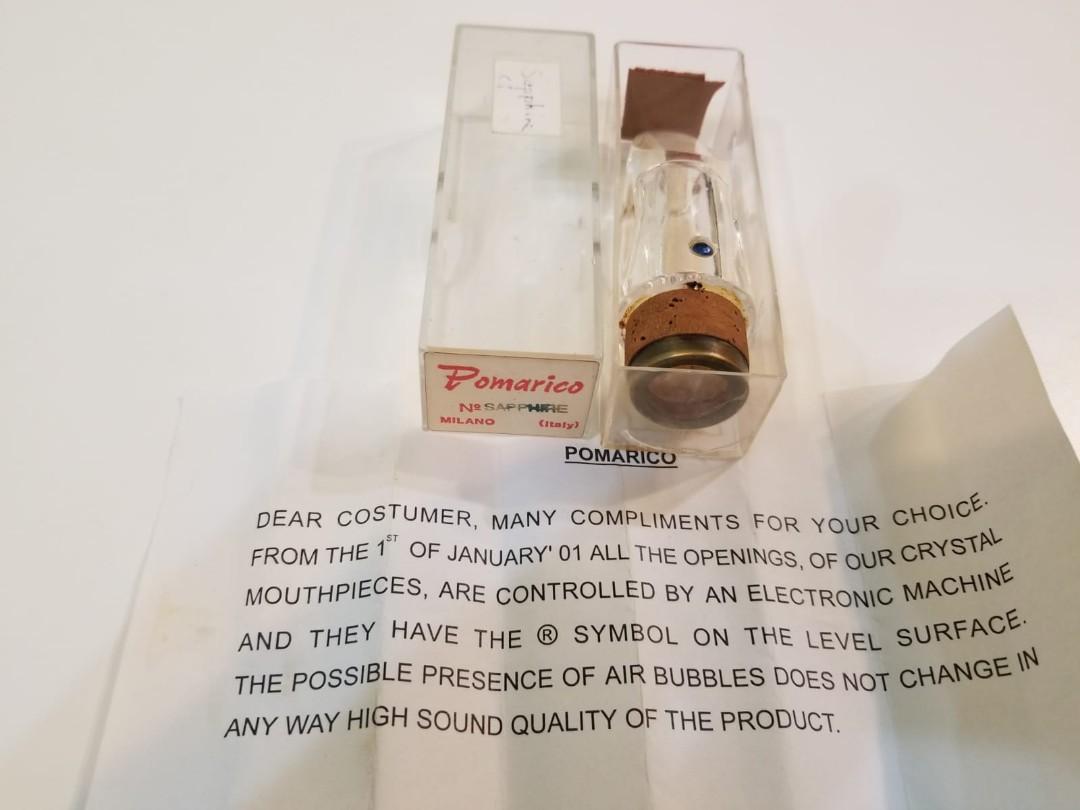 Sapphire
Pomarico
Nº SAPPHIRE
MILANO (Italy)
POMARICO
DEAR COSTUMER, MANY COMPLIMENTS FOR YOUR CHOICE.
FROM THE 1ST OF JANUARY' 01 ALL THE OPENINGS, OF OUR CRYSTAL
MOUTHPIECES, ARE CONTROLLED BY AN ELECTRONIC MACHINE
AND THEY HAVE THE ® SYMBOL ON THE LEVEL SURFACE.
THE POSSIBLE PRESENCE OF AIR BUBBLES DOES NOT CHANGE IN
ANY WAY HIGH SOUND QUALITY OF THE PRODUCT.